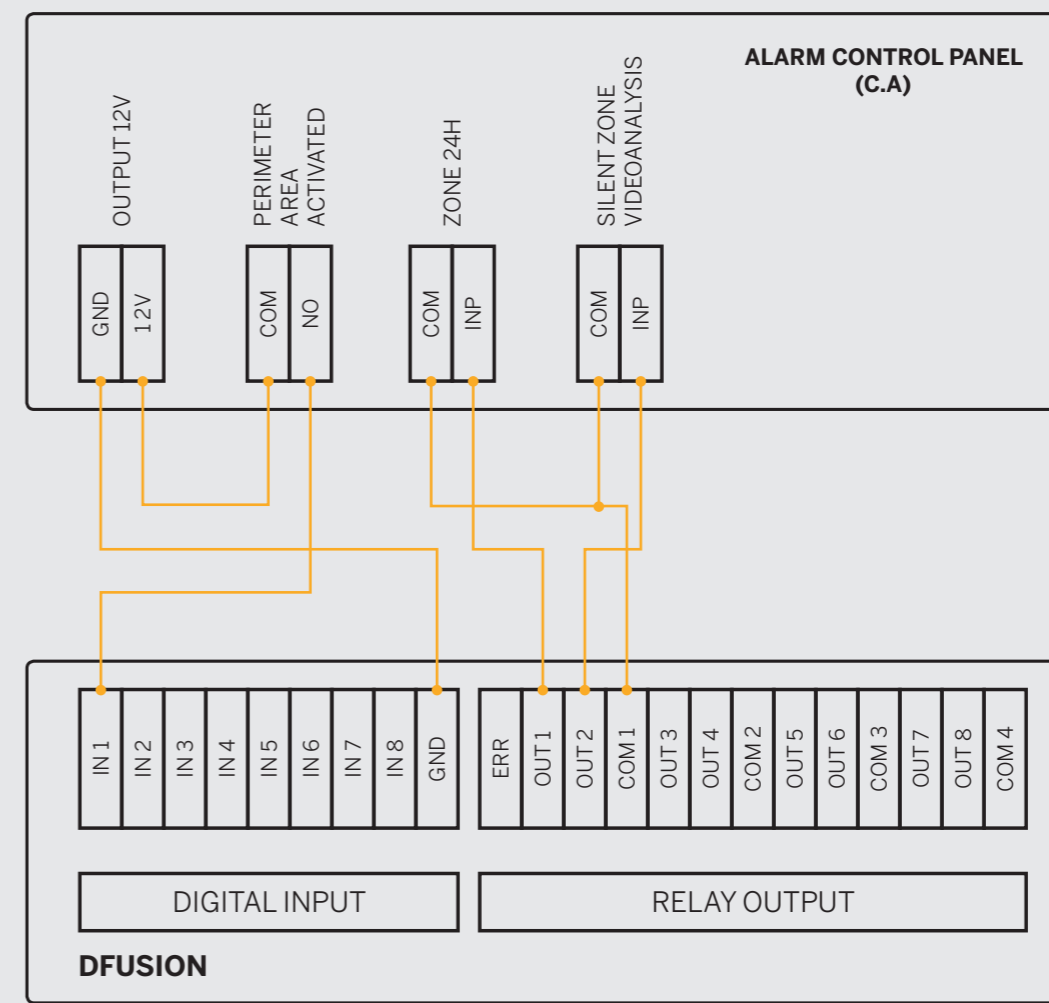 ALARM CONTROL PANEL
(C.A)
OUTPUT 12V
PERIMETER
AREA
ACTIVATED
ZONE 24H
SILENT ZONE
VIDEOANALYSIS
GND
12V
COM
NO
COM
INP
COM
INP
IN 1
IN 2
IN 3
IN 4
IN 5
IN 6
IN 7
IN 8
GND
ERR
OUT 1
OUT 2
COM 1
OUT 3
OUT 4
COM 2
OUT 5
OUT 6
COM 3
OUT 7
OUT 8
COM 4
DIGITAL INPUT
RELAY OUTPUT
DFUSION